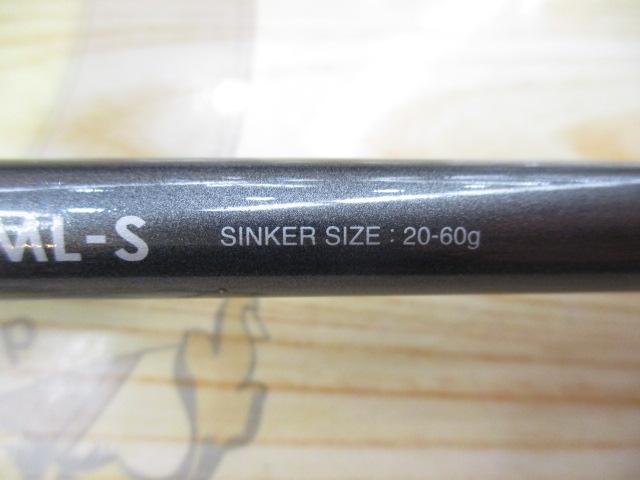 ML-S SINKER SIZE : 20-60g
P